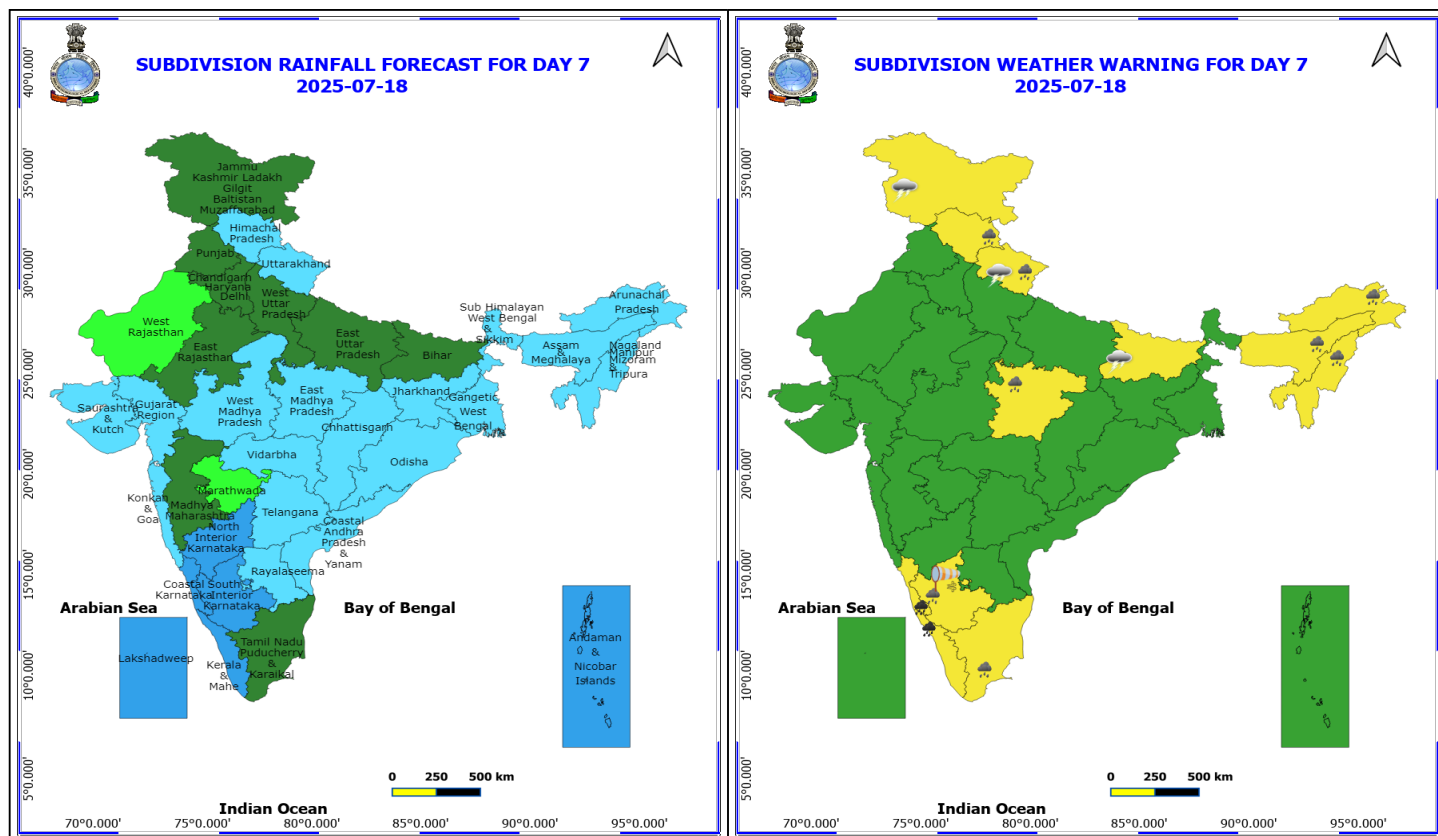 SUBDIVISION RAINFALL FORECAST FOR DAY 7
2025-07-18
40°0.000'
35°0.000'
30°0.000'
25°0.000'
20°0.000'
15°0.000'
10°0.000'
5°0.000'
Jammu
Kashmir Ladakh
Gilgit
Baltistan
Muzaffarabad
Himachal
Pradesh
Punjab
Uttarakhand
Chandigarh
Haryana
Delhi
West
Uttar
Pradesh
West
Rajasthan
East
Rajasthan
East
Uttar
Pradesh
Bihar
Sub Himalayan
West Bengal
&
Sikkim
Arunachal
Pradesh
Assam
&
Meghalaya
Nagaland
Manipur
Mizoram
&
Tripura
Saurashtra
&
Kutch
Gujarat
Region
West
Madhya
Pradesh
East
Madhya
Pradesh
Jharkhand
Gangetic
West
Bengal
Chhattisgarh
Vidarbha
Odisha
Konkan
&
Goa
Madhya
Maharashtra
Marathwada
Telangana
North
Interior
Karnataka
Coastal
Andhra
Pradesh
&
Yanam
Rayalaseema
Coastal
Karnataka
South
Interior
Karnataka
Arabian Sea
Bay of Bengal
Lakshadweep
Kerala
&
Mahe
Tamil Nadu
Puducherry
&
Karaikal
Andaman
&
Nicobar
Islands
0 250 500 km
Indian Ocean
70°0.000' 75°0.000' 80°0.000' 85°0.000' 90°0.000' 95°0.000'
SUBDIVISION WEATHER WARNING FOR DAY 7
2025-07-18
40°0.000'
35°0.000'
30°0.000'
25°0.000'
20°0.000'
15°0.000'
10°0.000'
5°0.000'
Arabian Sea
Bay of Bengal
0 250 500 km
Indian Ocean
70°0.000' 75°0.000' 80°0.000' 85°0.000' 90°0.000' 95°0.000'